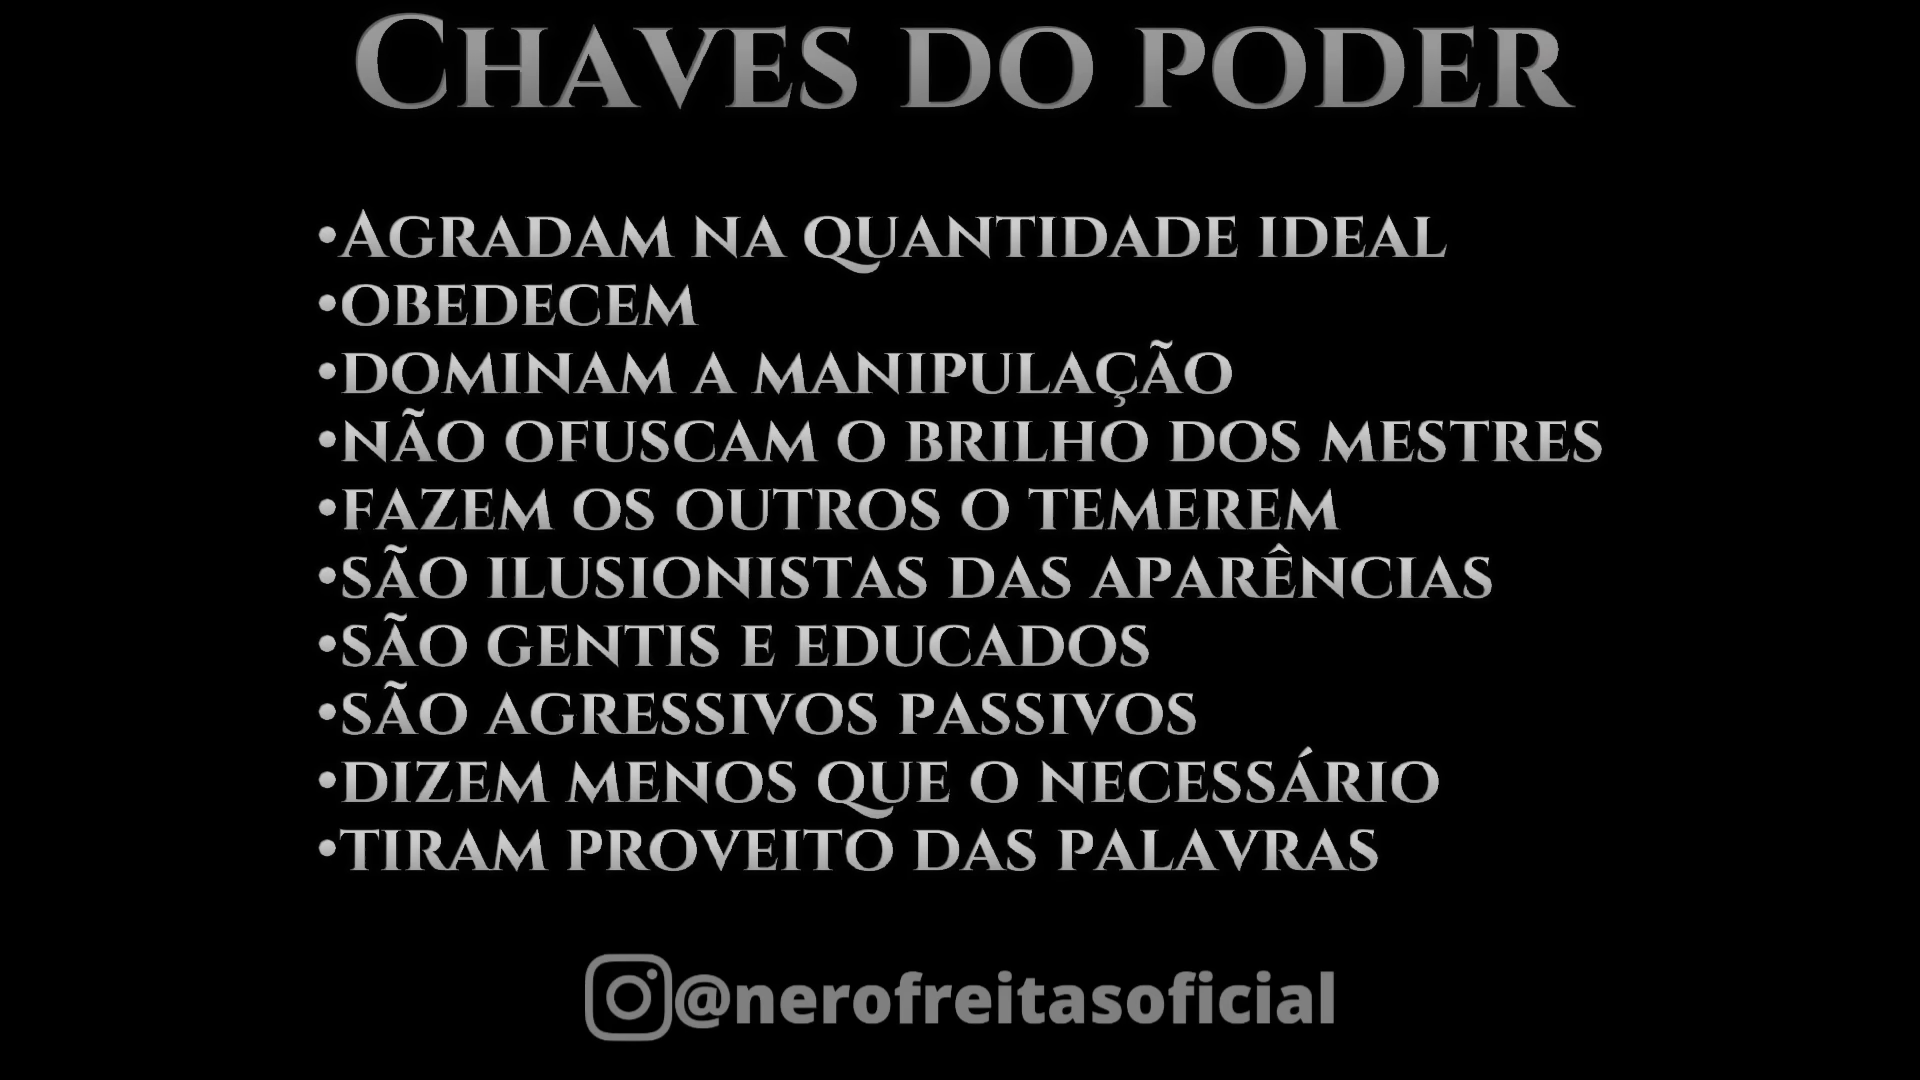 Chaves do poder
•Agradam na quantidade ideal
•obedecem
•dominam a manipulação
•não ofuscam o brilho dos mestres
•fazem os outros o temerem
•são ilusionistas das aparências
•são gentis e educados
•são agressivos passivos
•dizem menos que o necessário
•tiram proveito das palavras
@nerofreitasoficial